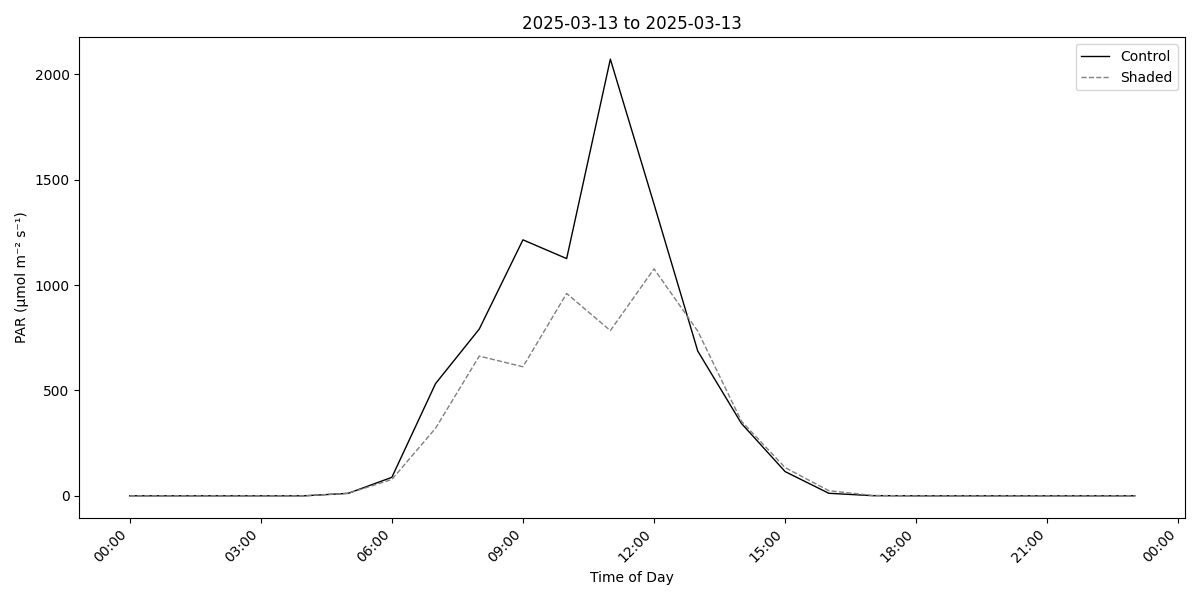 2025-03-13 to 2025-03-13
Control
Shaded
PAR (μmol m⁻² s⁻¹)
2000
1500
1000
500
0
00:00
03:00
06:00
09:00
12:00
15:00
18:00
21:00
00:00
Time of Day